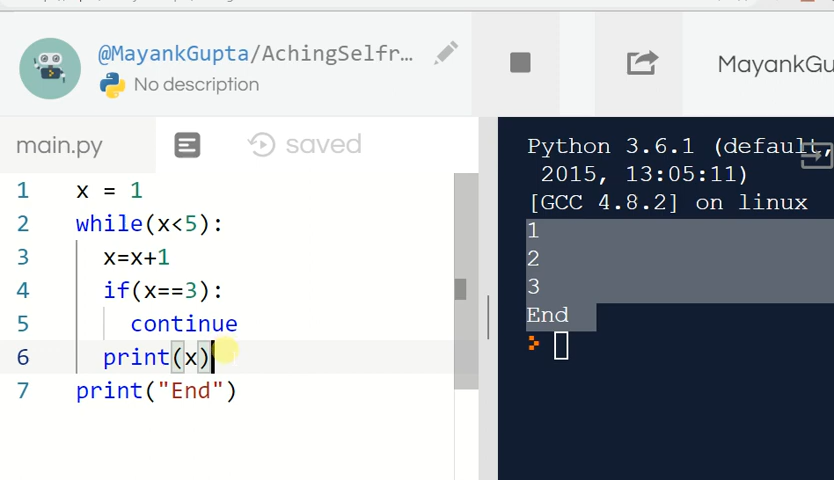 @MayankGupta/AchingSelfr...
No description
MayankGu
main.py
saved
1 x = 1
2 while(x<5):
3 x=x+1
4 if(x==3):
5 continue
6 print(x)
7 print("End")
Python 3.6.1 (default,
2015, 13:05:11)
[GCC 4.8.2] on linux
1
2
3
End